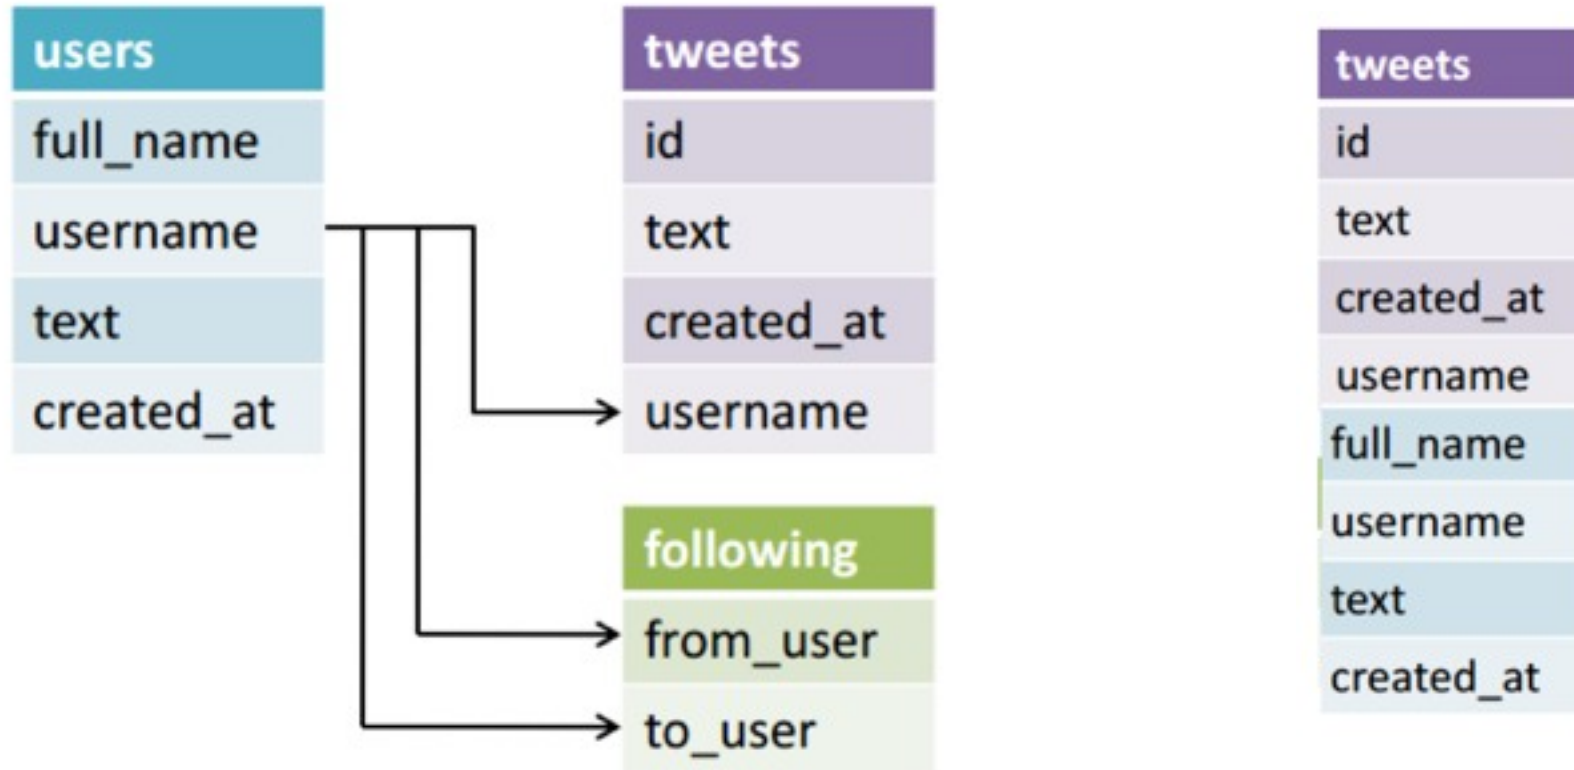 users
full_name
username
text
created_at
tweets
id
text
created_at
username
following
from_user
to_user
tweets
id
text
created_at
username
full_name
username
text
created_at